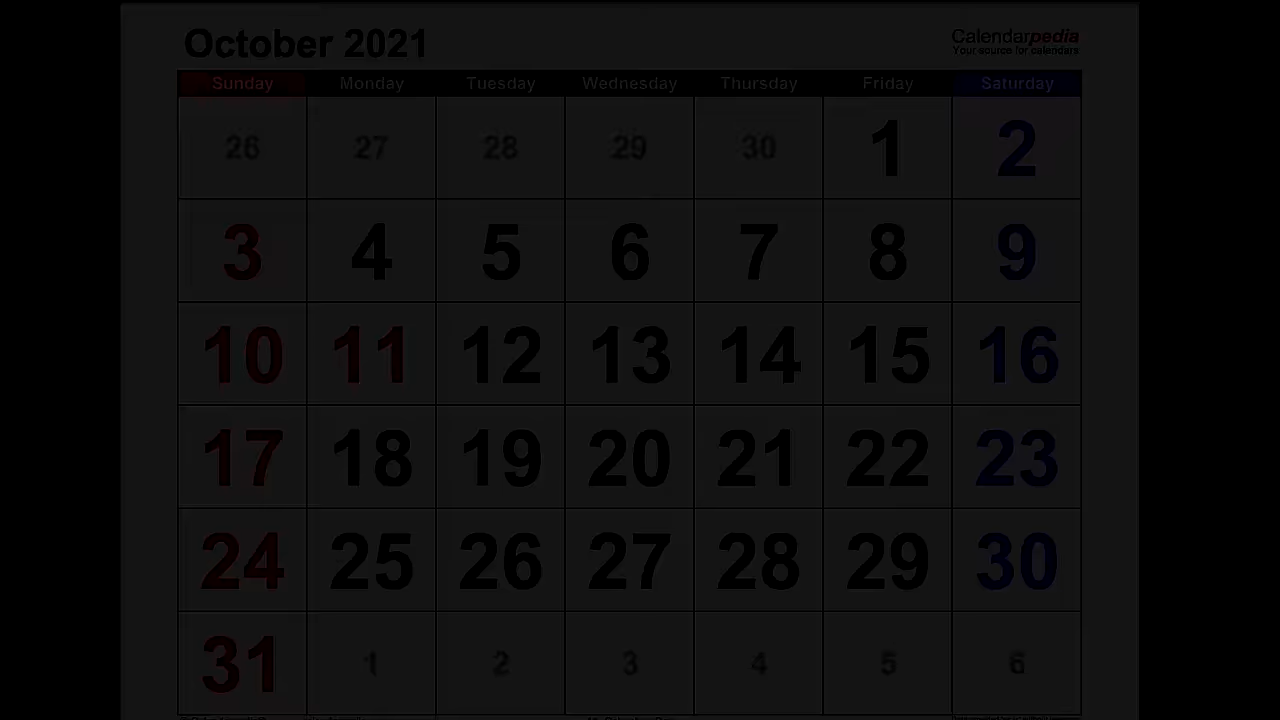 October 2021
Calendarpedia
Your source for calendars
Sunday Monday Tuesday Wednesday Thursday Friday Saturday
26 27 28 29 30 1 2
3 4 5 6 7 8 9
10 11 12 13 14 15 16
17 18 19 20 21 22 23
24 25 26 27 28 29 30
31 1 2 3 4 5 6